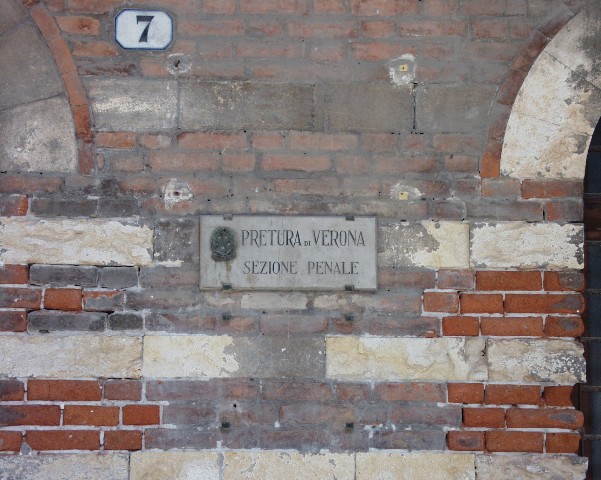 7
PRETURA DI VERONA
SEZIONE PENALE